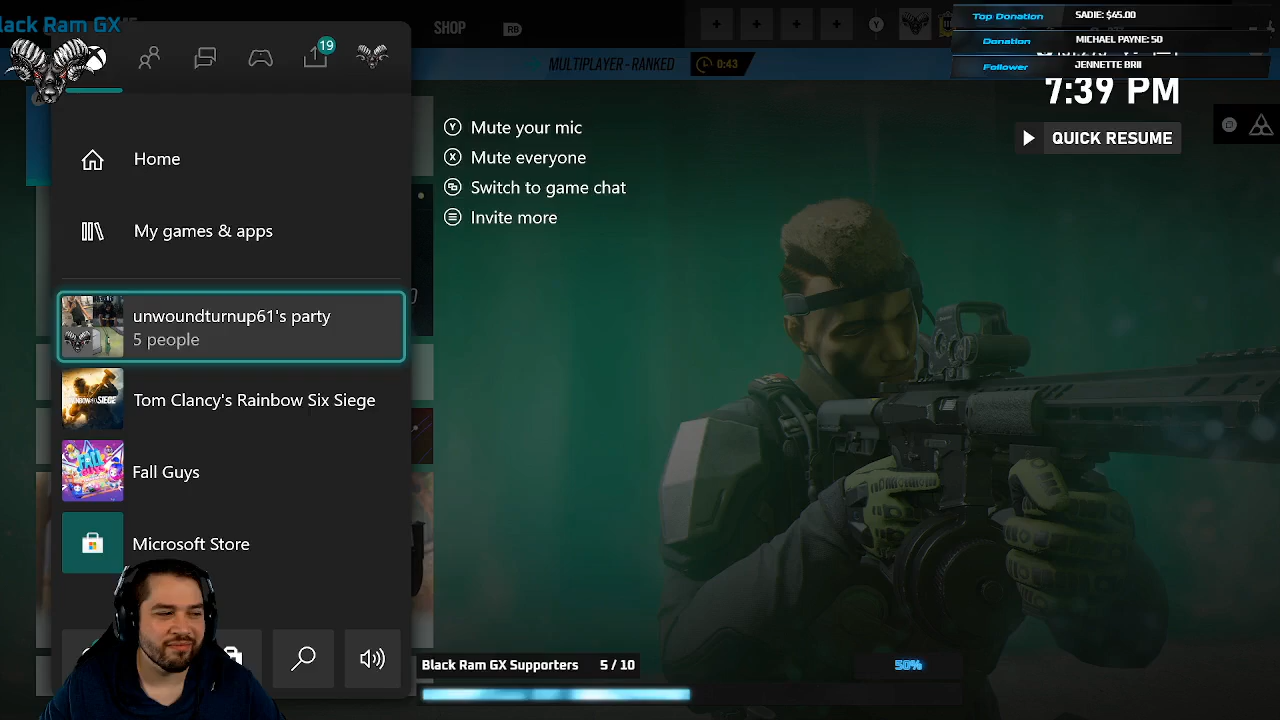 Black Ram GX
SHOP
RB
Y
Top Donation SADIE: $45.00
Donation MICHAEL PAYNE: 50
Follower JENNETTE BRII
19
MULTIPLAYER - RANKED
0:43
7:39 PM
QUICK RESUME
Home
My games & apps
unwoundturnup61's party
5 people
Tom Clancy's Rainbow Six Siege
Fall Guys
Microsoft Store
Y Mute your mic
X Mute everyone
Switch to game chat
Invite more
Black Ram GX Supporters 5 / 10 50%